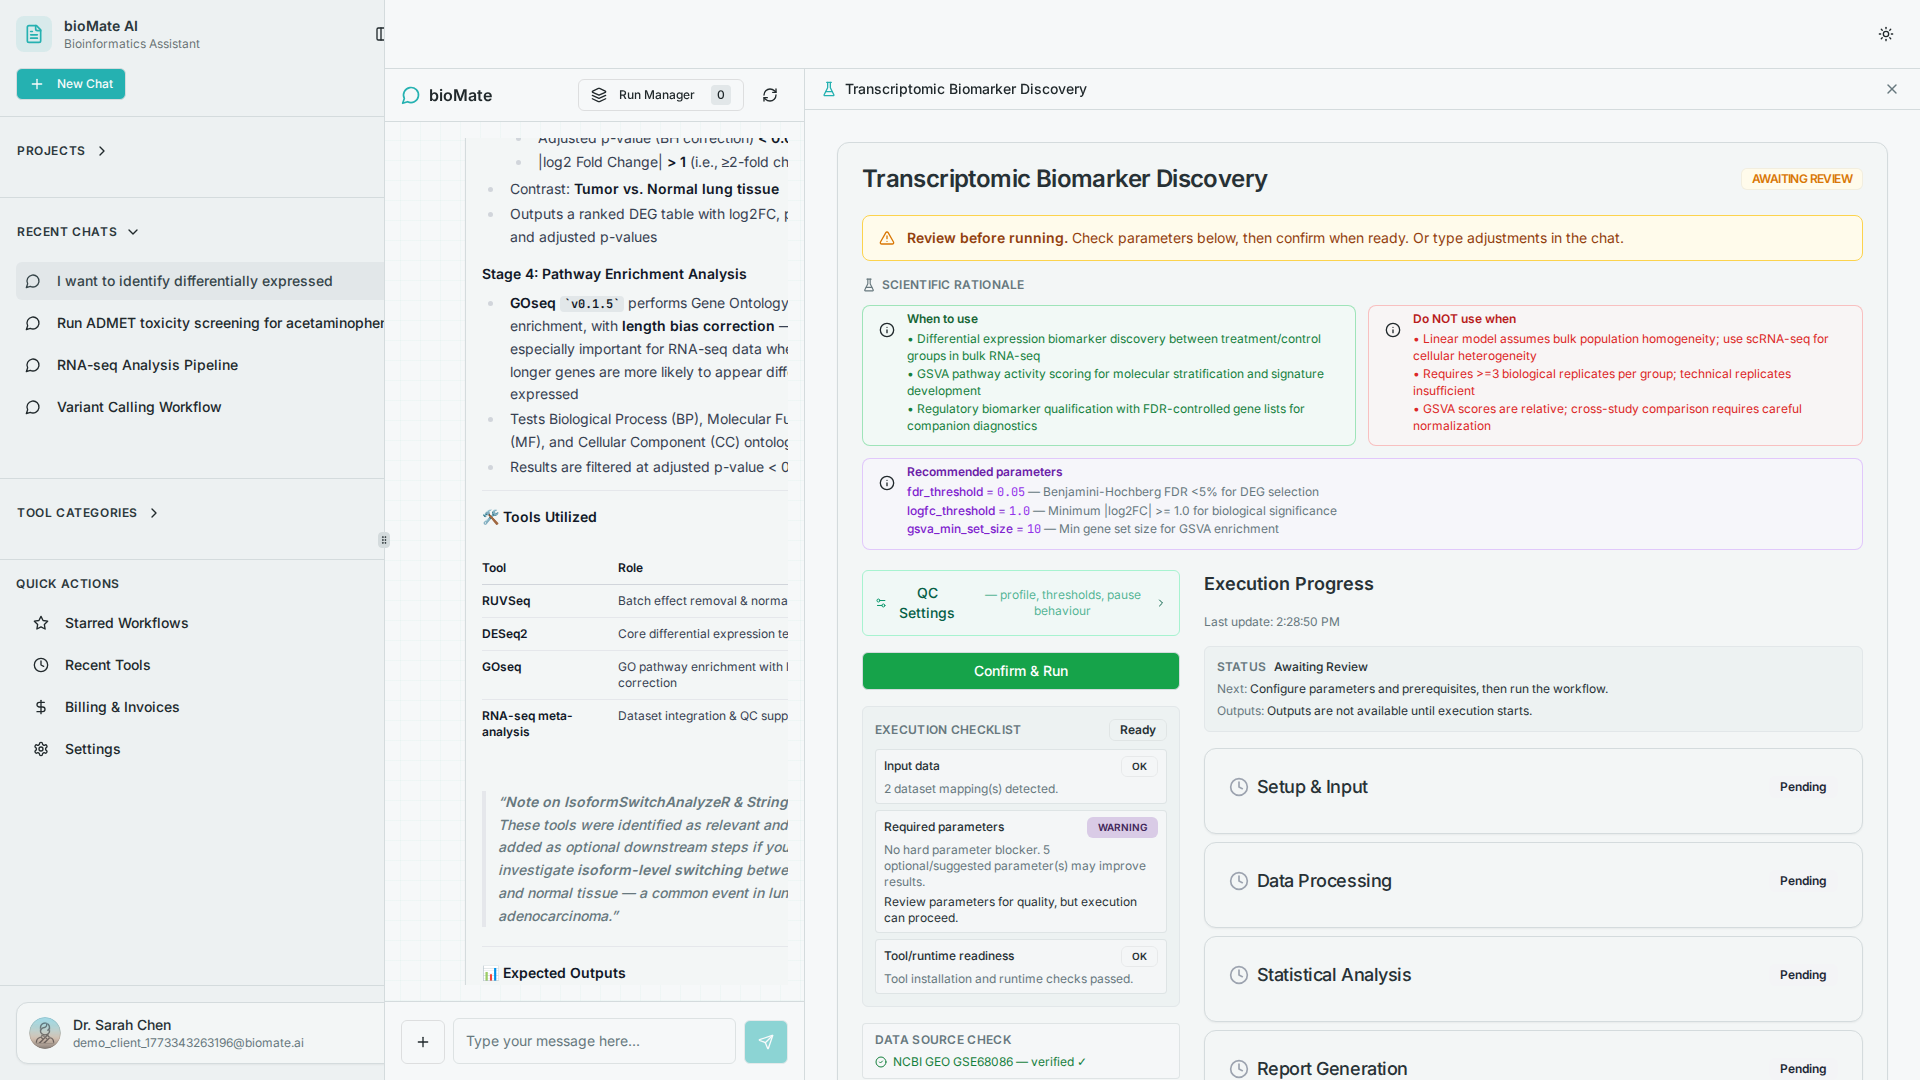 bioMate AI
Bioinformatics Assistant
New Chat
PROJECTS
RECENT CHATS
I want to identify differentially expressed
Run ADMET toxicity screening for acetaminophen
RNA-seq Analysis Pipeline
Variant Calling Workflow
TOOL CATEGORIES
QUICK ACTIONS
Starred Workflows
Recent Tools
Billing & Invoices
Settings
Dr. Sarah Chen
demo_client_1773343263196@biomate.ai
bioMate
Run Manager 0
Adjusted p-value (BH correction) < 0.0
|log2 Fold Change| > 1 (i.e., ≥2-fold ch
Contrast: Tumor vs. Normal lung tissue
Outputs a ranked DEG table with log2FC, p
and adjusted p-values
Stage 4: Pathway Enrichment Analysis
GOseq `v0.1.5` performs Gene Ontology
enrichment, with length bias correction —
especially important for RNA-seq data whe
longer genes are more likely to appear diff
expressed
Tests Biological Process (BP), Molecular Fu
(MF), and Cellular Component (CC) ontolog
Results are filtered at adjusted p-value < 0
🛠️ Tools Utilized
Tool Role
RUVSeq Batch effect removal & norma
DESeq2 Core differential expression te
GOseq GO pathway enrichment with l
correction
RNA-seq meta- Dataset integration & QC supp
analysis
“Note on IsoformSwitchAnalyzeR & String
These tools were identified as relevant and
added as optional downstream steps if you
investigate isoform-level switching betwe
and normal tissue — a common event in lun
adenocarcinoma.”
📊 Expected Outputs
Type your message here...
Transcriptomic Biomarker Discovery
Transcriptomic Biomarker Discovery
AWAITING REVIEW
Review before running. Check parameters below, then confirm when ready. Or type adjustments in the chat.
SCIENTIFIC RATIONALE
When to use
• Differential expression biomarker discovery between treatment/control
groups in bulk RNA-seq
• GSVA pathway activity scoring for molecular stratification and signature
development
• Regulatory biomarker qualification with FDR-controlled gene lists for
companion diagnostics
Do NOT use when
• Linear model assumes bulk population homogeneity; use scRNA-seq for
cellular heterogeneity
• Requires >=3 biological replicates per group; technical replicates
insufficient
• GSVA scores are relative; cross-study comparison requires careful
normalization
Recommended parameters
fdr_threshold = 0.05 — Benjamini-Hochberg FDR <5% for DEG selection
logfc_threshold = 1.0 — Minimum |log2FC| >= 1.0 for biological significance
gsva_min_set_size = 10 — Min gene set size for GSVA enrichment
QC
Settings
— profile, thresholds, pause
behaviour
Confirm & Run
EXECUTION CHECKLIST Ready
Input data OK
2 dataset mapping(s) detected.
Required parameters WARNING
No hard parameter blocker. 5
optional/suggested parameter(s) may improve
results.
Review parameters for quality, but execution
can proceed.
Tool/runtime readiness OK
Tool installation and runtime checks passed.
DATA SOURCE CHECK
NCBI GEO GSE68086 — verified ✓
Execution Progress
Last update: 2:28:50 PM
STATUS Awaiting Review
Next: Configure parameters and prerequisites, then run the workflow.
Outputs: Outputs are not available until execution starts.
Setup & Input Pending
Data Processing Pending
Statistical Analysis Pending
Report Generation Pending